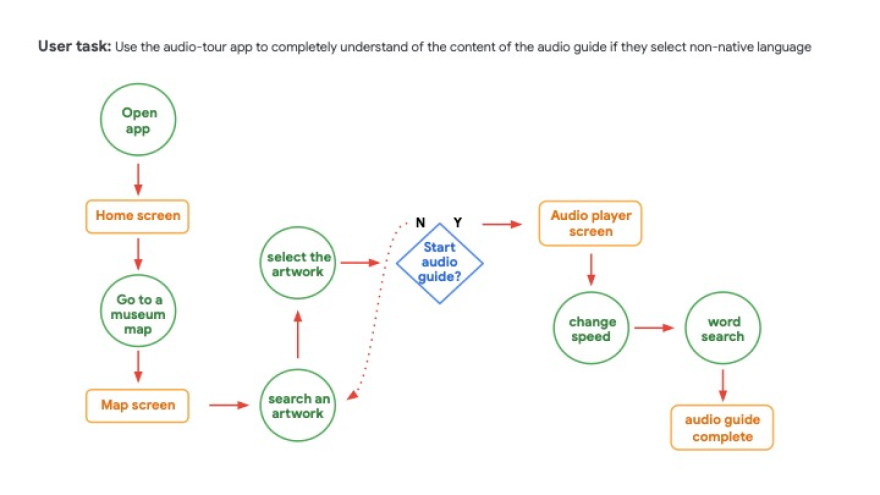 User task: Use the audio-tour app to completely understand of the content of the audio guide if they select non-native language
Open
app
Home screen
Go to a
museum
map
Map screen
search an
artwork
select the
artwork
N Y
Start
audio
guide?
Audio player
screen
change
speed
word
search
audio guide
complete